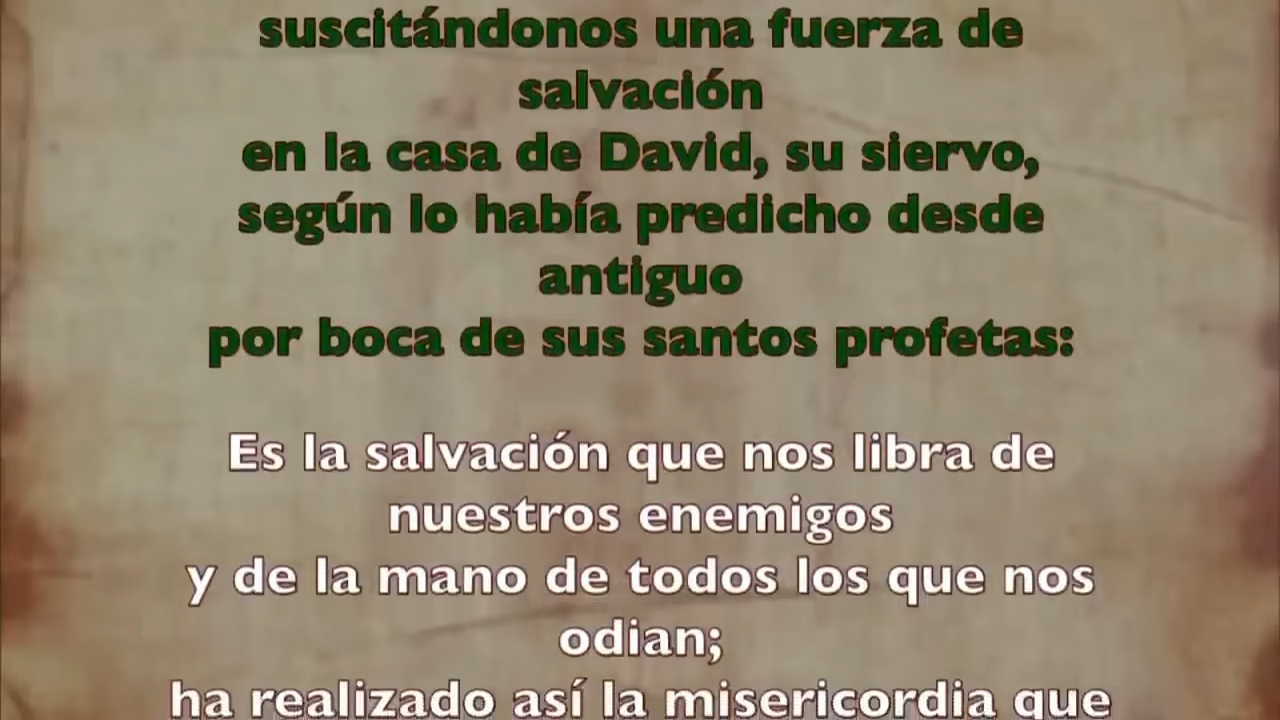 suscitándonos una fuerza de
salvación
en la casa de David, su siervo,
según lo había predicho desde
antiguo
por boca de sus santos profetas:
Es la salvación que nos libra de
nuestros enemigos
y de la mano de todos los que nos
odian;
ha realizado así la misericordia que